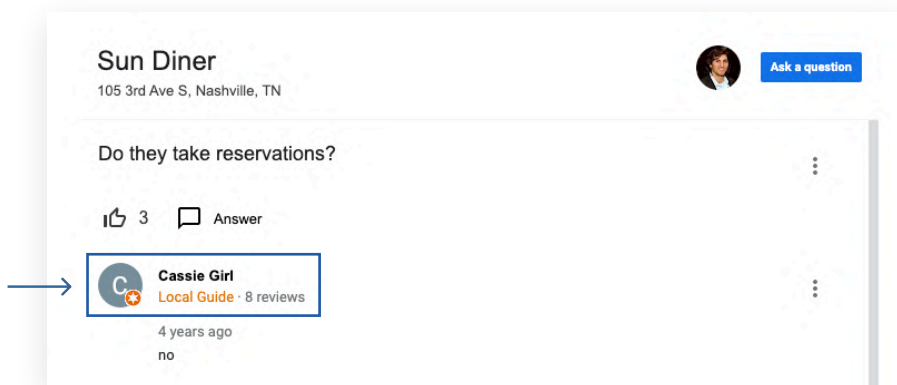 Sun Diner
105 3rd Ave S, Nashville, TN
Ask a question
Do they take reservations?
3 Answer
C
Cassie Girl
Local Guide · 8 reviews
4 years ago
no